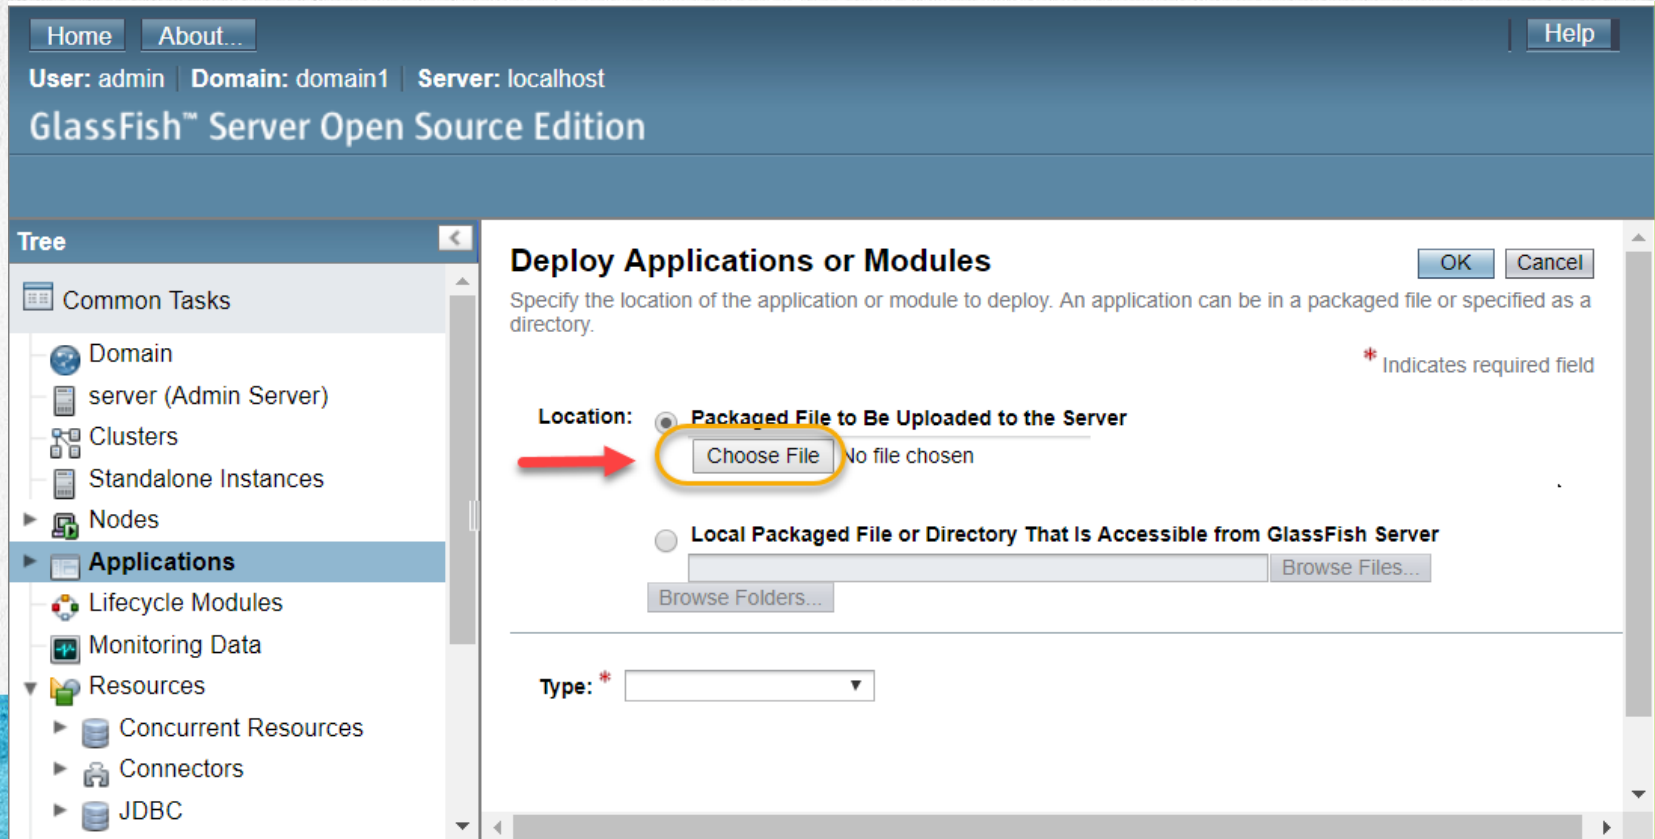 Home About... Help
User: admin Domain: domain1 Server: localhost
GlassFish™ Server Open Source Edition
Tree
Common Tasks
Domain
server (Admin Server)
Clusters
Standalone Instances
Nodes
Applications
Lifecycle Modules
Monitoring Data
Resources
Concurrent Resources
Connectors
JDBC
Deploy Applications or Modules
OK Cancel
Specify the location of the application or module to deploy. An application can be in a packaged file or specified as a
directory.
* Indicates required field
Location: Packaged File to Be Uploaded to the Server
Choose File No file chosen
Local Packaged File or Directory That Is Accessible from GlassFish Server
Browse Files...
Browse Folders...
Type: *